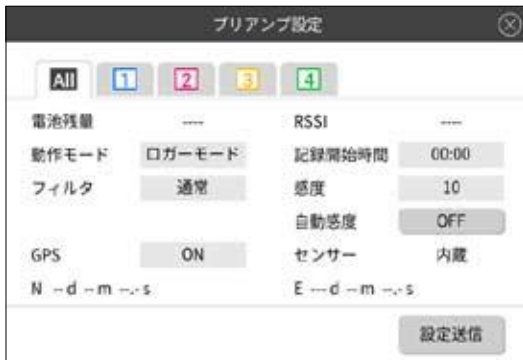 プリアンプ設定
All 1 2 3 4
電池残量 ---- RSSI ----
動作モード ロガーモード 記録開始時間 00:00
フィルタ 通常 感度 10
自動感度 OFF
GPS ON センサー 内蔵
N --d --m --.- s E ---d --m --.- s
設定送信